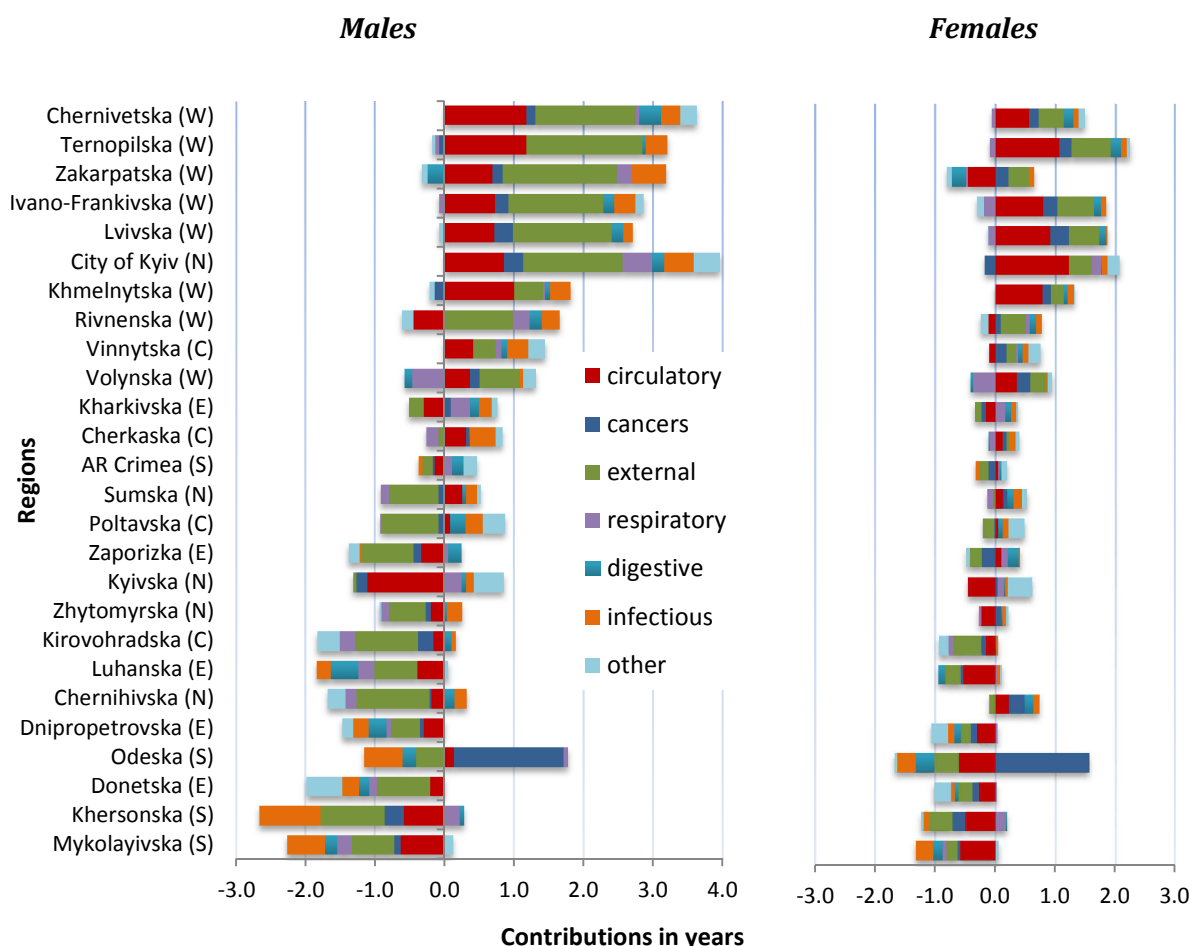 Males
Females
Regions
Chernivetska (W)
Ternopilska (W)
Zakarpatska (W)
Ivano-Frankivska (W)
Lvivska (W)
City of Kyiv (N)
Khmelnytska (W)
Rivnenska (W)
Vinnytska (C)
Volynska (W)
Kharkivska (E)
Cherkaska (C)
AR Crimea (S)
Sumska (N)
Poltavska (C)
Zaporizka (E)
Kyivska (N)
Zhytomyrska (N)
Kirovohradska (C)
Luhanska (E)
Chernihivska (N)
Dnipropetrovska (E)
Odeska (S)
Donetska (E)
Khersonska (S)
Mykolayivska (S)
circulatory
cancers
external
respiratory
digestive
infectious
other
-3.0 -2.0 -1.0 0.0 1.0 2.0 3.0 4.0
-3.0 -2.0 -1.0 0.0 1.0 2.0 3.0
Contributions in years